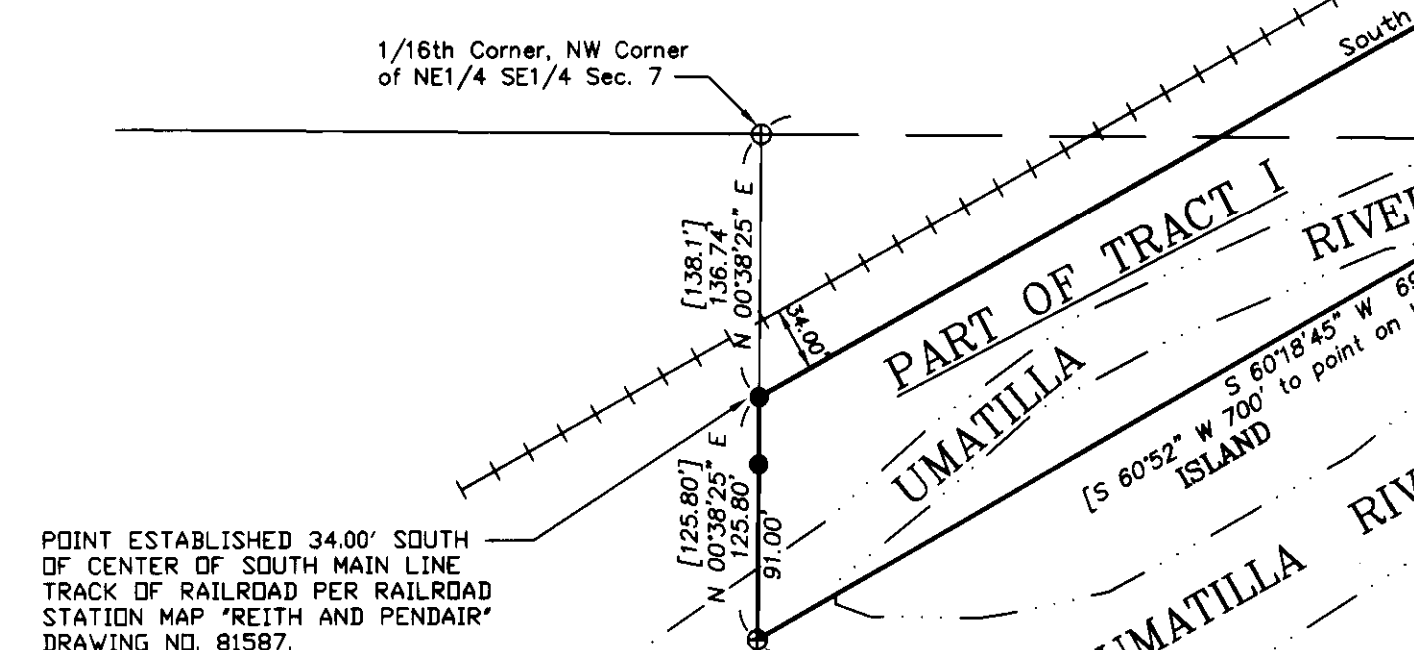 1/16th Corner, NW Corner
of NE1/4 SE1/4 Sec. 7
South
[138.1']
136.74'
N 00°38'25" E
34.00'
PART OF TRACT I
RIVER
UMATILLA
S 60°18'45" W 69
[S 60°52" W 700' to point on
ISLAND
[125.80']
N 00°38'25" E
125.80'
91.00'
UMATILLA RIV
POINT ESTABLISHED 34.00' SOUTH
OF CENTER OF SOUTH MAIN LINE
TRACK OF RAILROAD PER RAILROAD
STATION MAP "REITH AND PENDAIR"
DRAWING NO. 81587.